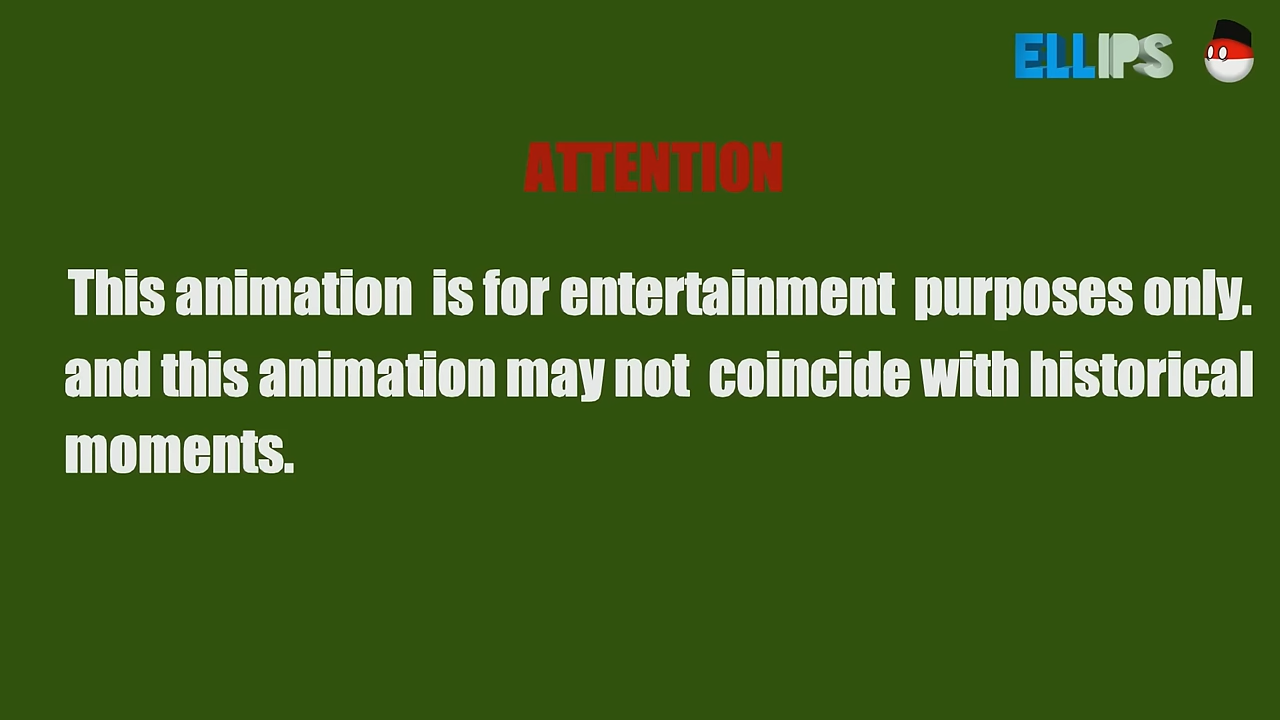 ELLIPS
ATTENTION
This animation is for entertainment purposes only.
and this animation may not coincide with historical
moments.